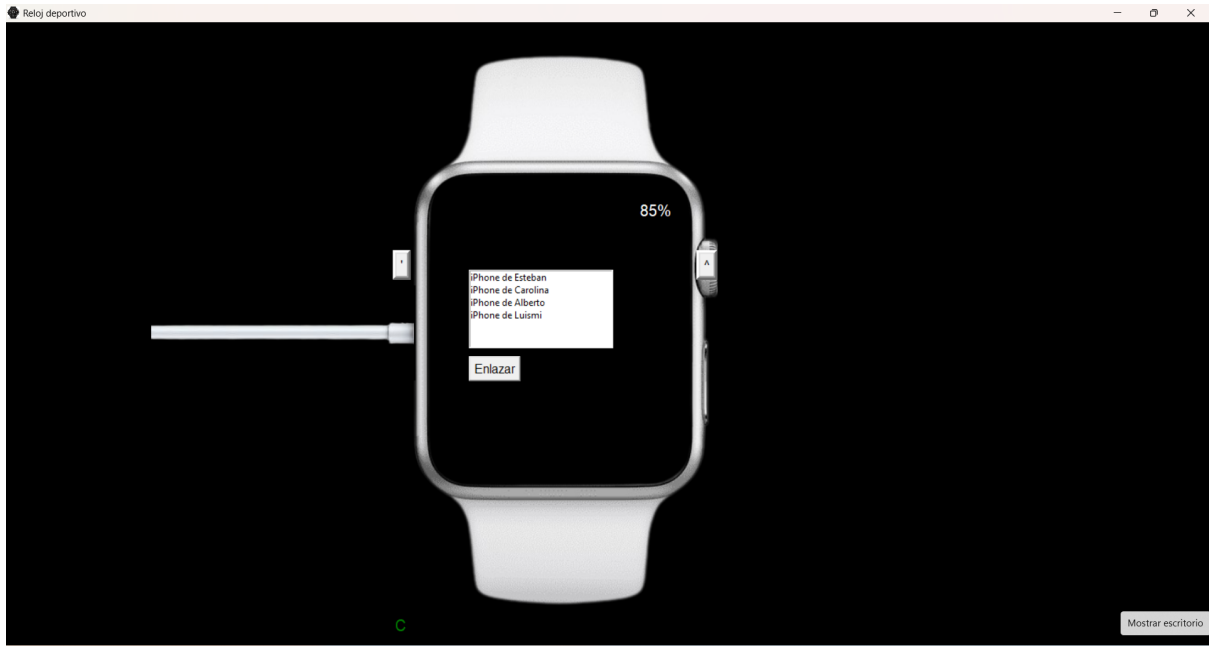 Reloj deportivo
85%
'
^
iPhone de Esteban
iPhone de Carolina
iPhone de Alberto
iPhone de Luismi
Enlazar
C
Mostrar escritorio